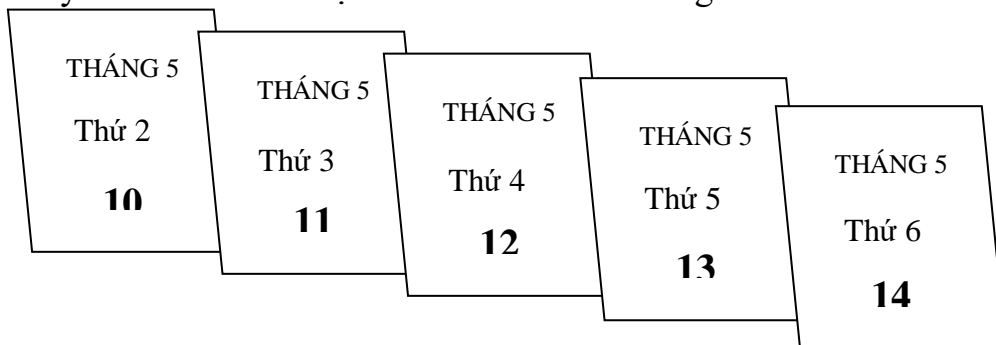 THÁNG 5
Thứ 2
10
THÁNG 5
Thứ 3
11
THÁNG 5
Thứ 4
12
THÁNG 5
Thứ 5
13
THÁNG 5
Thứ 6
14